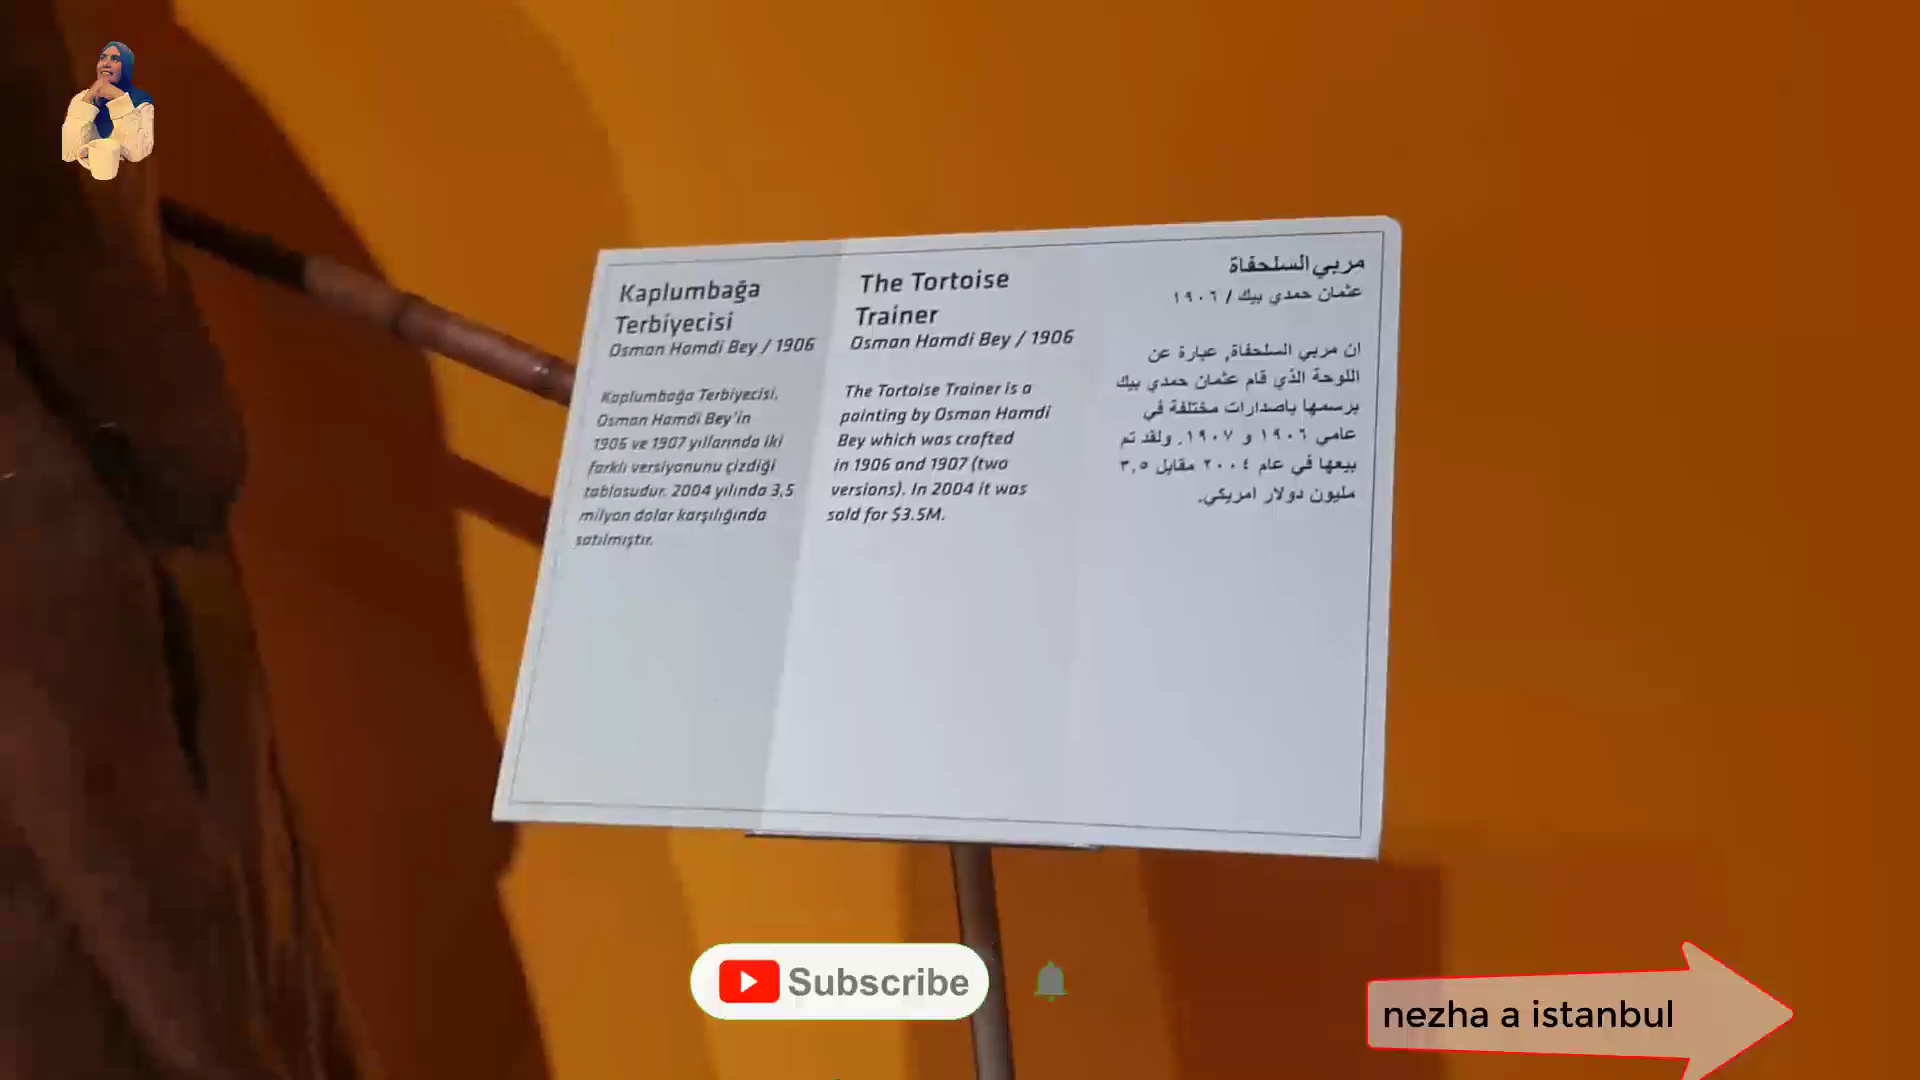 Kaplumbağa
Terbiyecisi
Osman Hamdi Bey / 1906
Kaplumbağa Terbiyecisi,
Osman Hamdi Bey'in
1906 ve 1907 yıllarında iki
farklı versiyonunu çizdiği
tablosudur. 2004 yılında 3,5
milyon dolar karşılığında
satılmıştır.
The Tortoise
Trainer
Osman Hamdi Bey / 1906
The Tortoise Trainer is a
painting by Osman Hamdi
Bey which was crafted
in 1906 and 1907 (two
versions). In 2004 it was
sold for $3.5M.
مربي السلحفاة
عثمان حمدي بيك / ١٩٠٦
ان مربي السلحفاة, عبارة عن
اللوحة الذي قام عثمان حمدي بيك
برسمها باصدارات مختلفة في
عامي ١٩٠٦ و ١٩٠٧. ولقد تم
بيعها في عام ٢٠٠٤ مقابل ٣,٥
مليون دولار امريكي.
Subscribe
nezha a istanbul